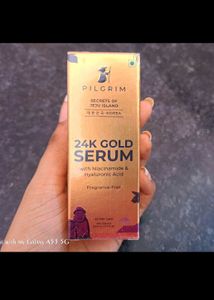 PILGRIM
SECRETS OF
JEJU ISLAND
24K GOLD
SERUM
with Niacinamide &
Hyaluronic Acid
Fragrance-Free